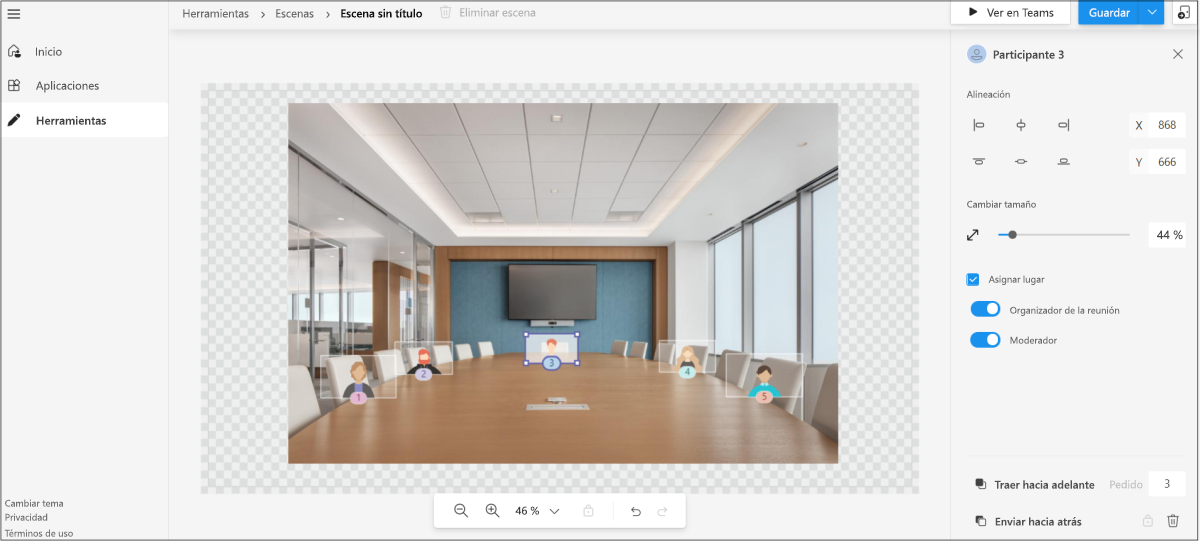 Herramientas > Escenas > Escena sin título Eliminar escena
Ver en Teams Guardar
Inicio
Aplicaciones
Herramientas
Cambiar tema
Privacidad
Términos de uso
1
2
3
4
5
46 %
Participante 3
Alineación
X 868
Y 666
Cambiar tamaño
44 %
Asignar lugar
Organizador de la reunión
Moderador
Traer hacia adelante Pedido 3
Enviar hacia atrás